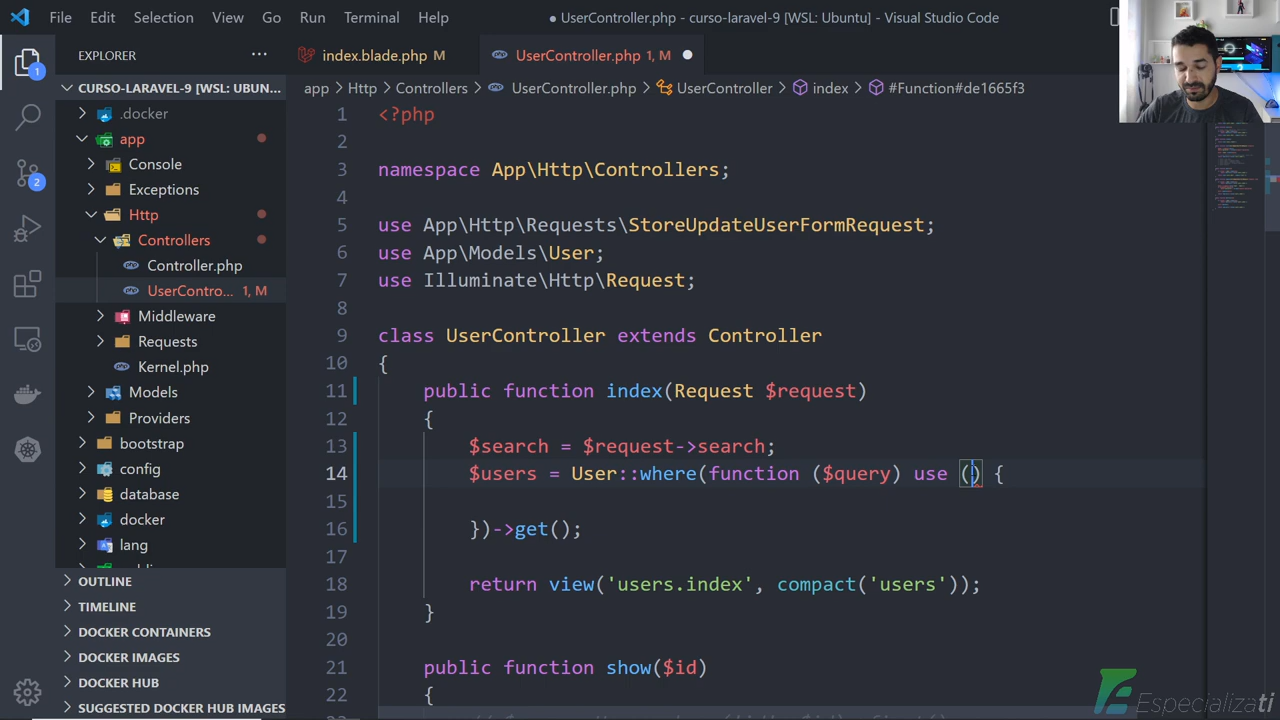 File Edit Selection View Go Run Terminal Help
● UserController.php - curso-laravel-9 [WSL: Ubuntu] - Visual Studio Code
EXPLORER ···
index.blade.php M
UserController.php 1, M ●
CURSO-LARAVEL-9 [WSL: UBUN...
app > Http > Controllers > UserController.php > UserController > index > #Function#de1665f3
1
2
.docker
app
Console
Exceptions
Http
Controllers
Controller.php
UserContro... 1, M
Middleware
Requests
Kernel.php
Models
Providers
bootstrap
config
database
docker
lang
OUTLINE
TIMELINE
DOCKER CONTAINERS
DOCKER IMAGES
DOCKER HUB
SUGGESTED DOCKER HUB IMAGES
1 <?php
2
3 namespace App\Http\Controllers;
4
5 use App\Http\Requests\StoreUpdateUserFormRequest;
6 use App\Models\User;
7 use Illuminate\Http\Request;
8
9 class UserController extends Controller
10 {
11 public function index(Request $request)
12 {
13 $search = $request->search;
14 $users = User::where(function ($query) use () {
15
16 })->get();
17
18 return view('users.index', compact('users'));
19 }
20
21 public function show($id)
22 {
EspecializaTi